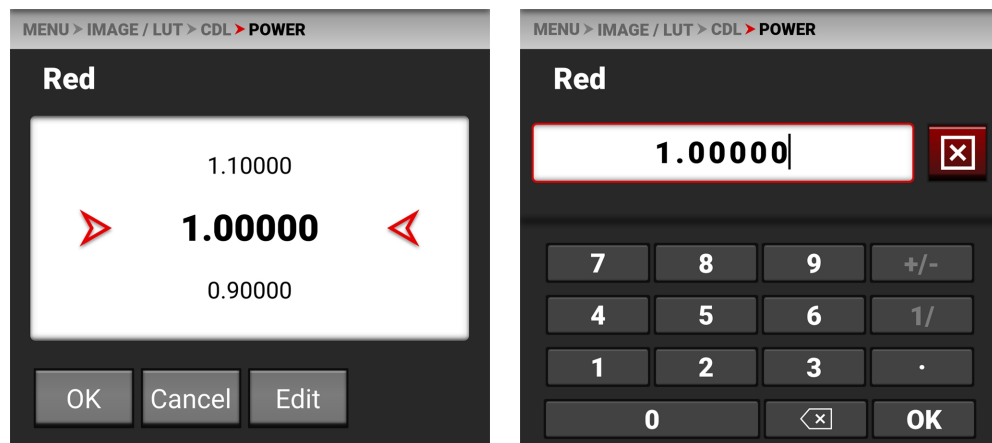 MENU > IMAGE / LUT > CDL > POWER
Red
1.10000
1.00000
0.90000
OK Cancel Edit
MENU > IMAGE / LUT > CDL > POWER
Red
1.00000
7 8 9 +/-
4 5 6 1/
1 2 3 .
0 OK